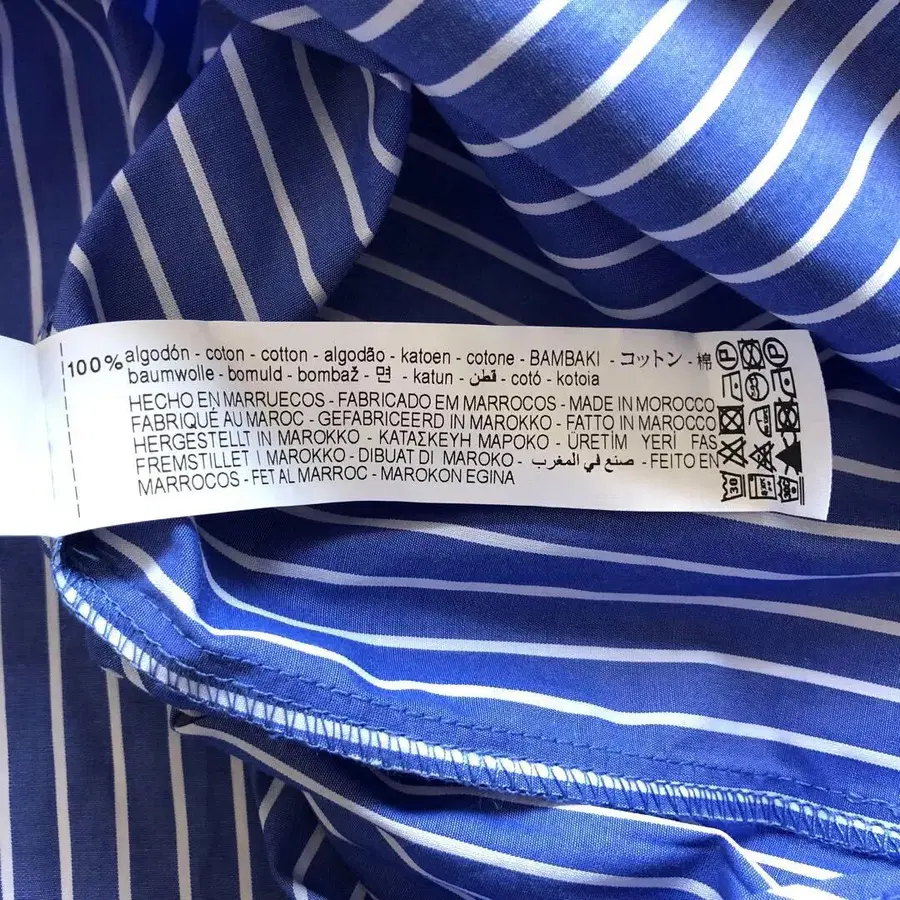 100% algodón - coton - cotton - algodão - katoen - cotone - BAMBAKI - コットン - 棉
baumwolle - bomuld - bombaž - 면 - katun - قطن - cotó - kotoia
HECHO EN MARRUECOS - FABRICADO EM MARROCOS - MADE IN MOROCCO
FABRIQUÉ AU MAROC - GEFABRICEERD IN MAROKKO - FATTO IN MAROCCO
HERGESTELLT IN MAROKKO - ΚΑΤΑΣΚΕΥΗ ΜΑΡΟΚΟ - ÜRETİM YERİ FAS
FREMSTILLET I MAROKKO - DIBUAT DI MAROKO - صنع في المغرب - FEITO EN
MARROCOS - FET AL MARROC - MAROKON EGINA
P P
30